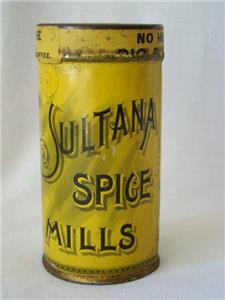 NO H
COFFEE.
SULTANA
SPICE
MILLS